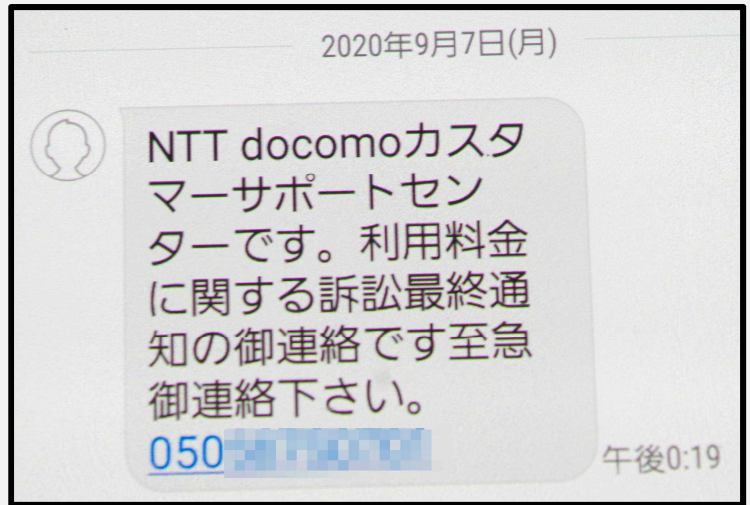 2020年9月7日(月)
NTT docomoカスタ
マーサポートセン
ターです。利用料金
に関する訴訟最終通
知の御連絡です至急
御連絡下さい。
050
午後0:19